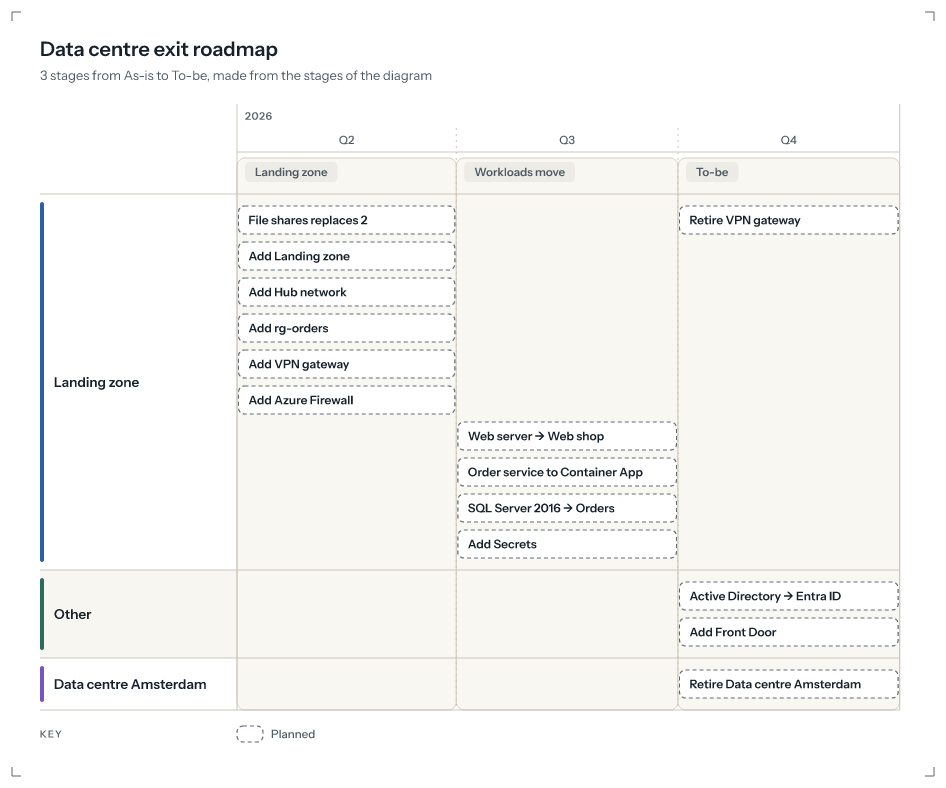 Data centre exit roadmap
3 stages from As-is to To-be, made from the stages of the diagram
2026
Q2
Q3
Q4
Landing zone
Workloads move
To-be
Landing zone
File shares replaces 2
Retire VPN gateway
Add Landing zone
Add Hub network
Add rg-orders
Add VPN gateway
Add Azure Firewall
Web server → Web shop
Order service to Container App
SQL Server 2016 → Orders
Add Secrets
Other
Active Directory → Entra ID
Add Front Door
Data centre Amsterdam
Retire Data centre Amsterdam
KEY
Planned